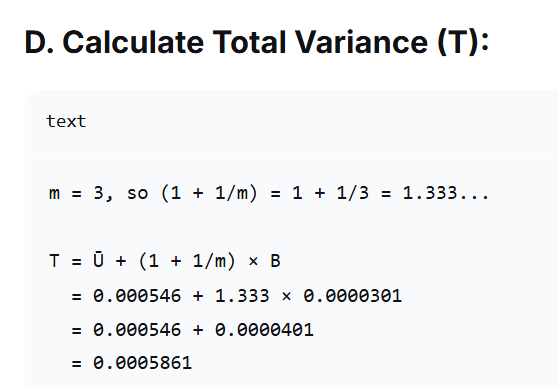 D. Calculate Total Variance (T):
text
m = 3, so (1 + 1/m) = 1 + 1/3 = 1.333...
T = Ū + (1 + 1/m) × B
= 0.000546 + 1.333 × 0.0000301
= 0.000546 + 0.0000401
= 0.0005861